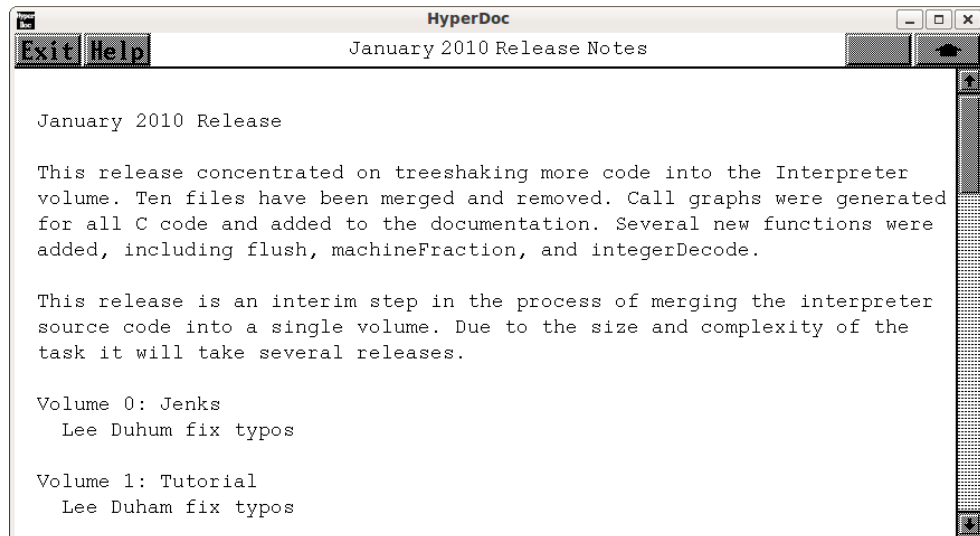 Hyper
Doc
HyperDoc
Exit Help
January 2010 Release Notes
January 2010 Release
This release concentrated on treeshaking more code into the Interpreter
volume. Ten files have been merged and removed. Call graphs were generated
for all C code and added to the documentation. Several new functions were
added, including flush, machineFraction, and integerDecode.
This release is an interim step in the process of merging the interpreter
source code into a single volume. Due to the size and complexity of the
task it will take several releases.
Volume 0: Jenks
Lee Duhum fix typos
Volume 1: Tutorial
Lee Duham fix typos